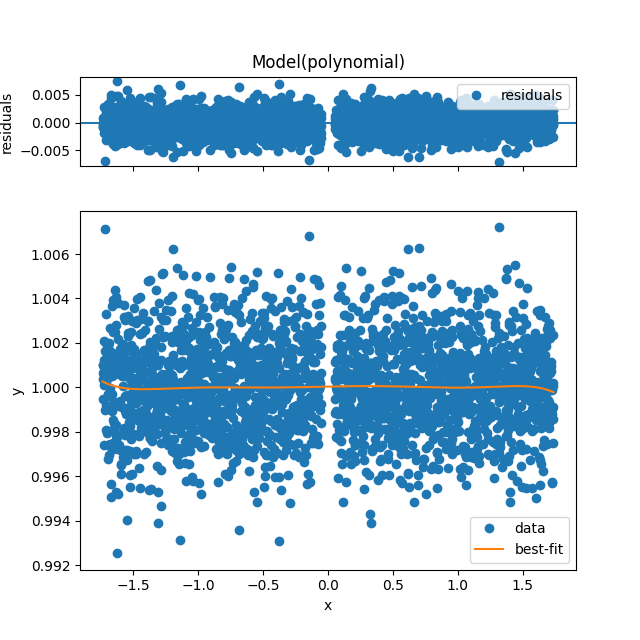 Model(polynomial)
residuals
0.005
0.000
−0.005
residuals
y
1.006
1.004
1.002
1.000
0.998
0.996
0.994
0.992
data
best-fit
−1.5 −1.0 −0.5 0.0 0.5 1.0 1.5
x